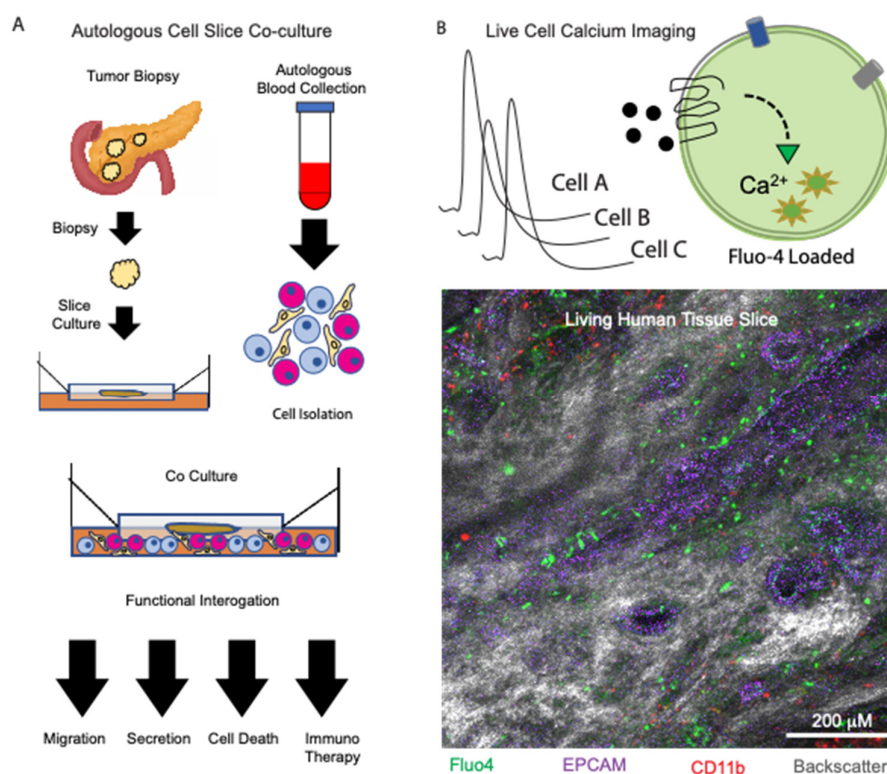 A
Autologous Cell Slice Co-culture
Tumor Biopsy
Autologous
Blood Collection
Biopsy
Slice
Culture
Cell Isolation
Co Culture
Functional Interogation
Migration
Secretion
Cell Death
Immuno
Therapy
B
Live Cell Calcium Imaging
Cell A
Cell B
Cell C
Ca²⁺
Fluo-4 Loaded
Living Human Tissue Slice
200 µM
Fluo4 EPCAM CD11b Backscatter